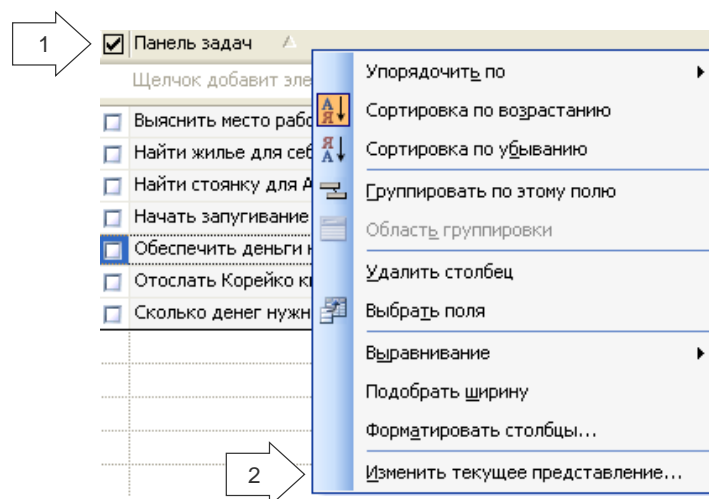 1
Панель задач
Щелчок добавит эле
Выяснить место рабо
Найти жилье для себ
Найти стоянку для А
Начать запугивание
Обеспечить деньги н
Отослать Корейко к
Сколько денег нужн
Упорядочить по
Сортировка по возрастанию
Сортировка по убыванию
Группировать по этому полю
Область группировки
Удалить столбец
Выбрать поля
Выравнивание
Подобрать ширину
Форматировать столбцы...
2
Изменить текущее представление...